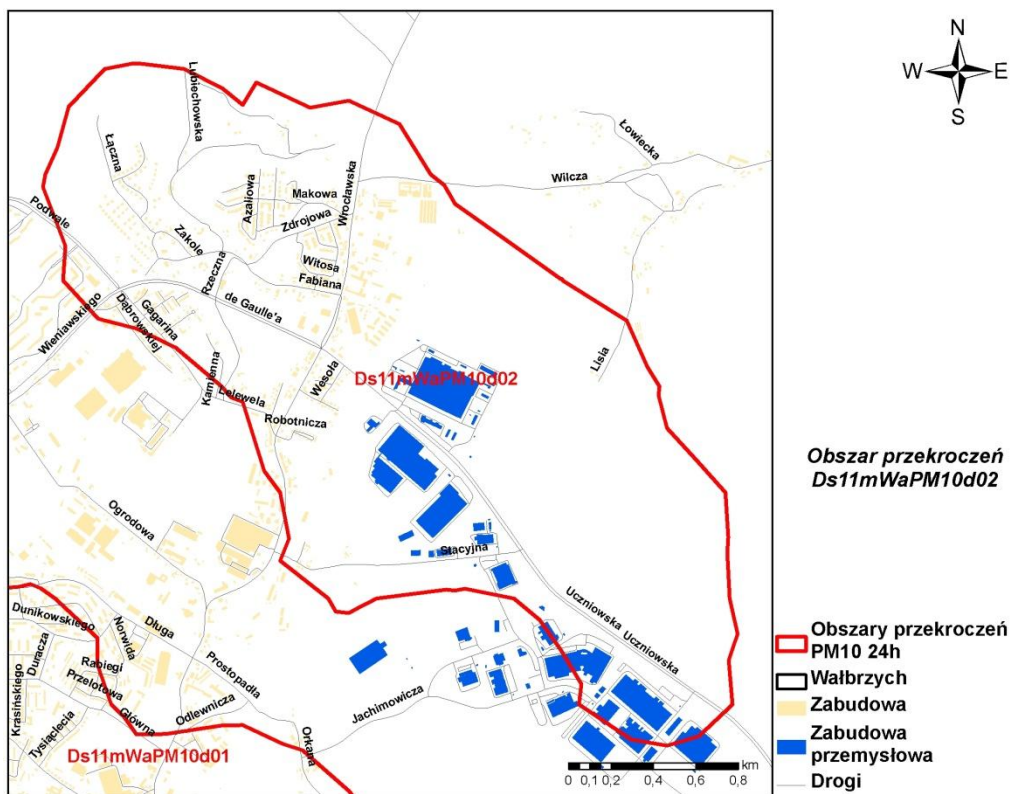 N
W E
S
Lubiechowska
Łączna
Łowiecka
Wilcza
Makowa
Azaliowa
Wrocławska
Zdrojowa
Podwale
Zakole
Rzeczna
Witosa
Fabiana
de Gaulle'a
Wieniawskiego
Dąbrowskiej
Gagarina
Lisia
Kamienna
Wesoła
Ds11mWaPM10d02
Lelewela
Robotnicza
Obszar przekroczeń
Ds11mWaPM10d02
Ogrodowa
Stacyjna
Uczniowska Uczniowska
Dunikowskiego
Norwida
Długa
Duracza
Rapiegi
Prostopadła
Krasińskiego
Przelotowa
Jachimowicza
Odlewnicza
Główna
Tysiąclecia
Orkana
Ds11mWaPM10d01
km
0 0,1 0,2 0,4 0,6 0,8
Obszary przekroczeń
PM10 24h
Wałbrzych
Zabudowa
Zabudowa
przemysłowa
Drogi